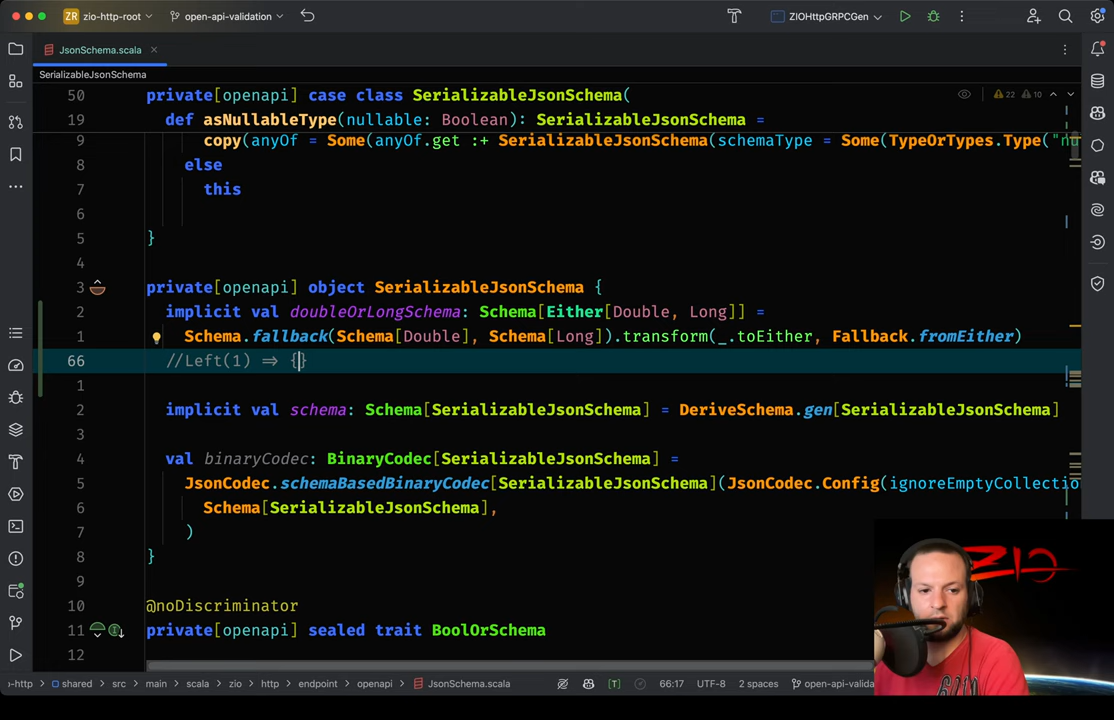 ZR zip-http-root open-api-validation ZIOHttpGRPCGen
JsonSchema.scala
SerializableJsonSchema
50 private[openapi] case class SerializableJsonSchema(
19 def asNullableType(nullable: Boolean): SerializableJsonSchema =
9 copy(anyOf = Some(anyOf.get :+ SerializableJsonSchema(schemaType = Some(TypeOrTypes.Type("nu
22 10
8 else
7 this
6
5 }
4
3 private[openapi] object SerializableJsonSchema {
2 implicit val doubleOrLongSchema: Schema[Either[Double, Long]] =
1 Schema.fallback(Schema[Double], Schema[Long]).transform(_.toEither, Fallback.fromEither)
66 //Left(1) => {}
1
2 implicit val schema: Schema[SerializableJsonSchema] = DeriveSchema.gen[SerializableJsonSchema]
3
4 val binaryCodec: BinaryCodec[SerializableJsonSchema] =
5 JsonCodec.schemaBasedBinaryCodec[SerializableJsonSchema](JsonCodec.Config(ignoreEmptyCollectio
6 Schema[SerializableJsonSchema],
7 )
8 }
9
10 @noDiscriminator
11 private[openapi] sealed trait BoolOrSchema
12
ZIO
o-http shared src main scala zio http endpoint openapi JsonSchema.scala 66:17 UTF-8 2 spaces open-api-valida